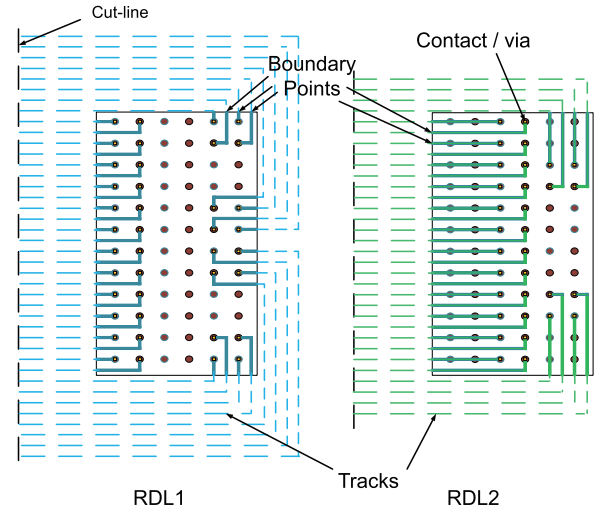 Cut-line
Contact / via
Boundary
Points
Tracks
RDL1
RDL2